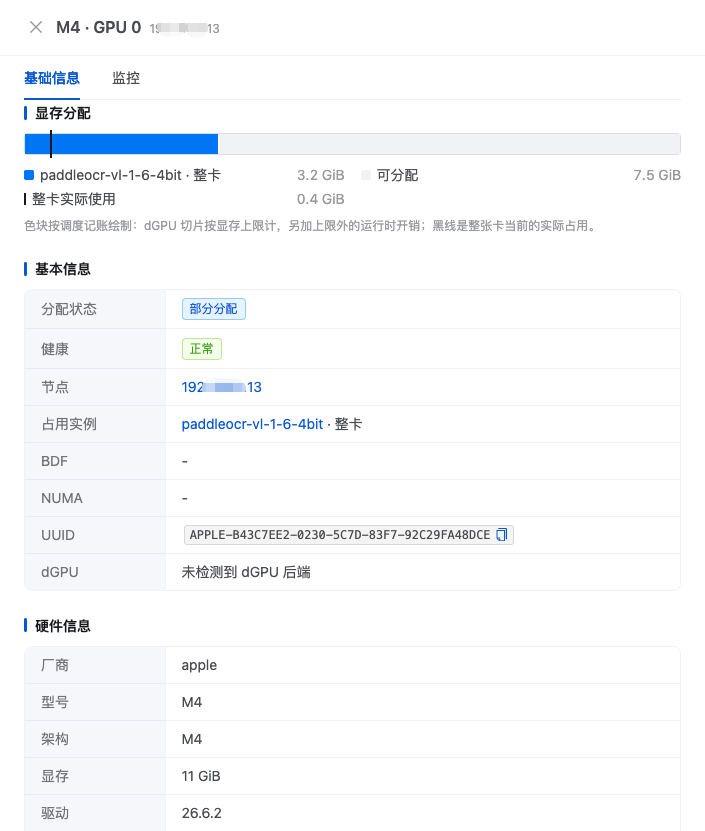 M4 · GPU 0 19 13
基础信息 监控
显存分配
paddleocr-vl-1-6-4bit · 整卡 3.2 GiB 可分配 7.5 GiB
整卡实际使用 0.4 GiB
色块按调度记账绘制：dGPU 切片按显存上限计，另加上限外的运行时开销；黑线是整张卡当前的实际占用。
基本信息
分配状态 部分分配
健康 正常
节点 192 .13
占用实例 paddleocr-vl-1-6-4bit · 整卡
BDF -
NUMA -
UUID APPLE-B43C7EE2-0230-5C7D-83F7-92C29FA48DCE
dGPU 未检测到 dGPU 后端
硬件信息
厂商 apple
型号 M4
架构 M4
显存 11 GiB
驱动 26.6.2